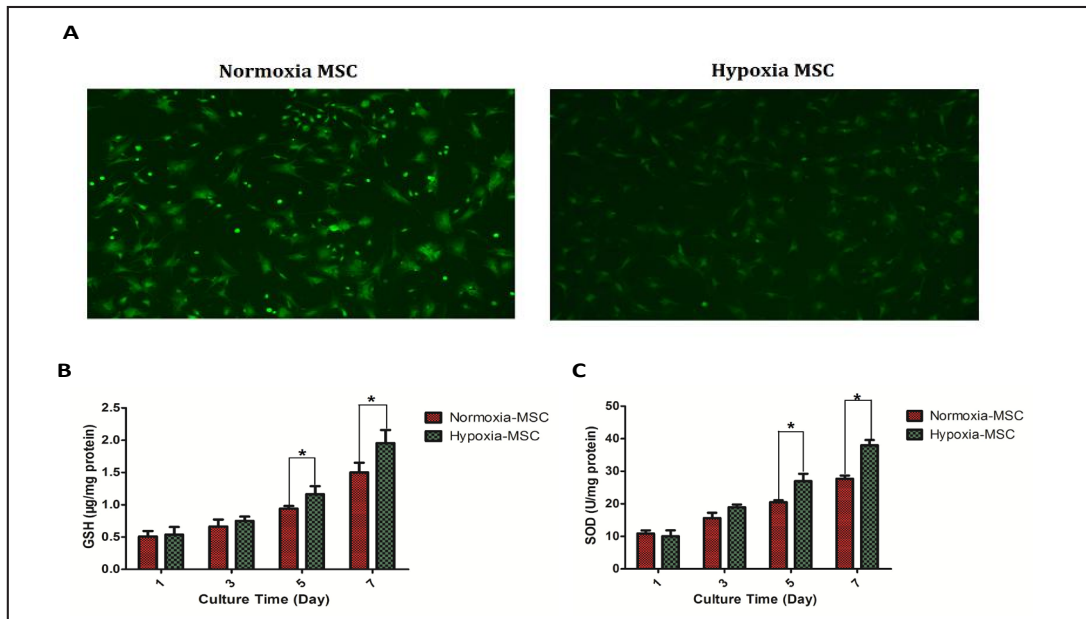 A
Normoxia MSC
Hypoxia MSC
B
GSH (µg/mg protein)
2.5
2.0
1.5
1.0
0.5
0.0
*
*
Normoxia-MSC
Hypoxia-MSC
1 3 5 7
Culture Time (Day)
C
SOD (U/mg protein)
50
40
30
20
10
0
*
*
Normoxia-MSC
Hypoxia-MSC
1 3 5 7
Culture Time (Day)